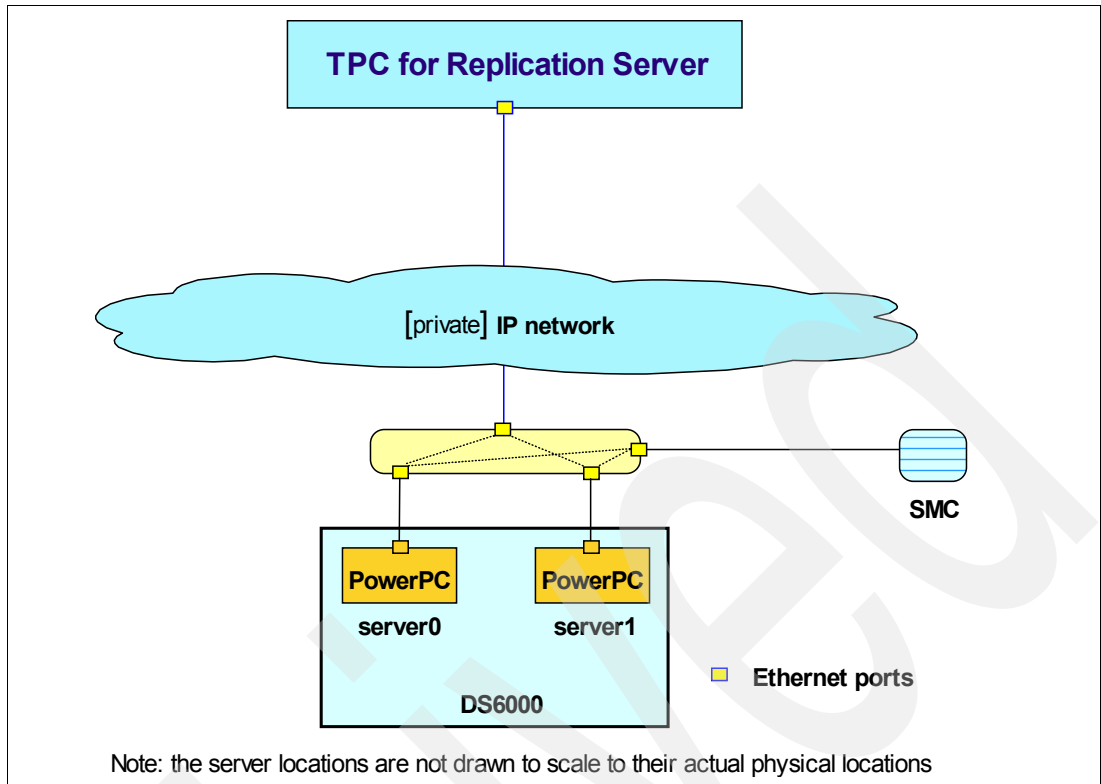 TPC for Replication Server
[private] IP network
SMC
PowerPC PowerPC
server0 server1
Ethernet ports
DS6000
Note: the server locations are not drawn to scale to their actual physical locations